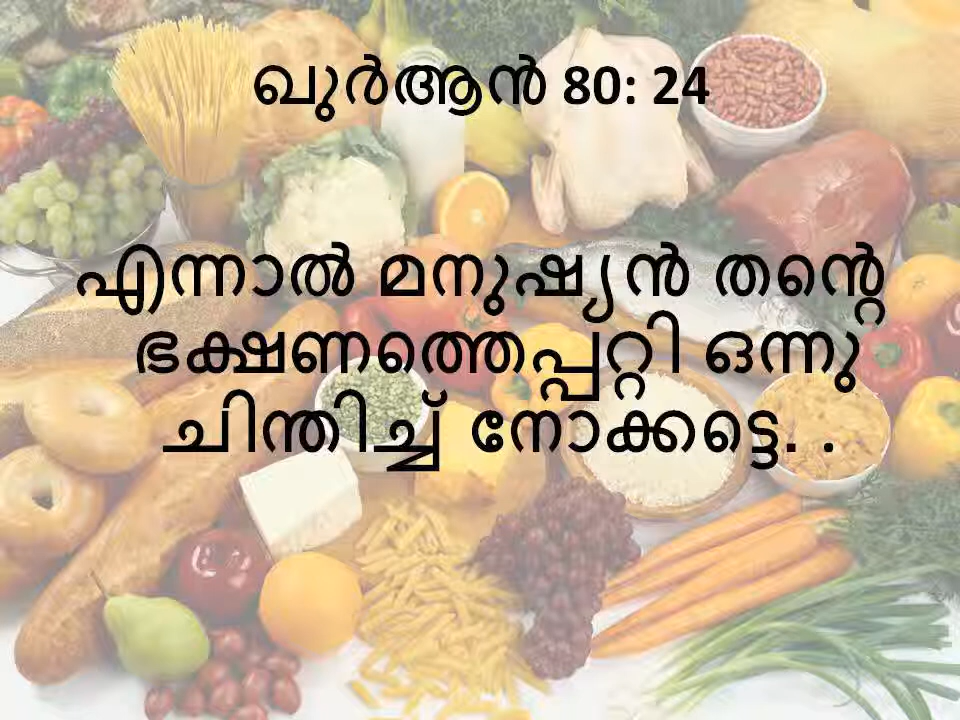 ഖുർആൻ 80: 24
എന്നാൽ മനുഷ്യൻ തന്റെ
ഭക്ഷണത്തെപ്പറ്റി ഒന്നു
ചിന്തിച്ച് നോക്കട്ടെ. .